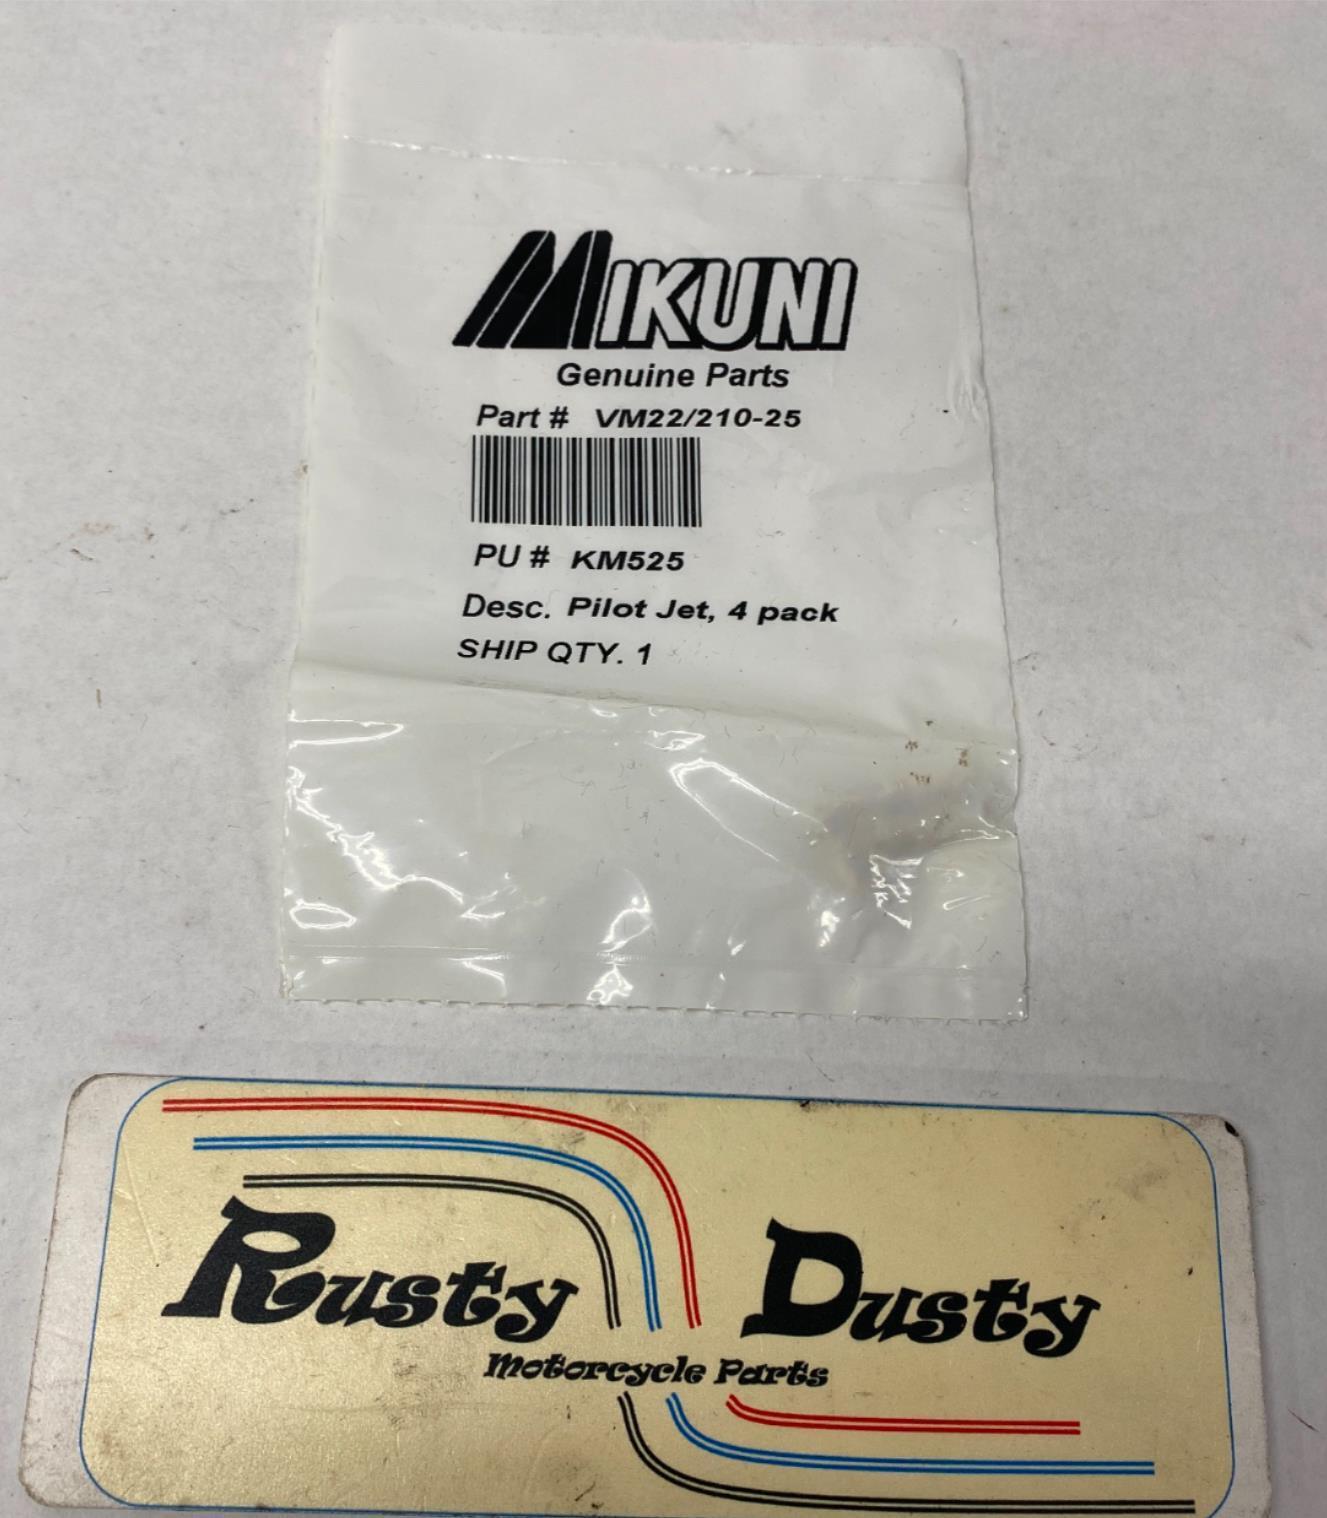 MIKUNI
Genuine Parts
Part # VM22/210-25
PU # KM525
Desc. Pilot Jet, 4 pack
SHIP QTY. 1
Rusty Dusty
Motorcycle Parts